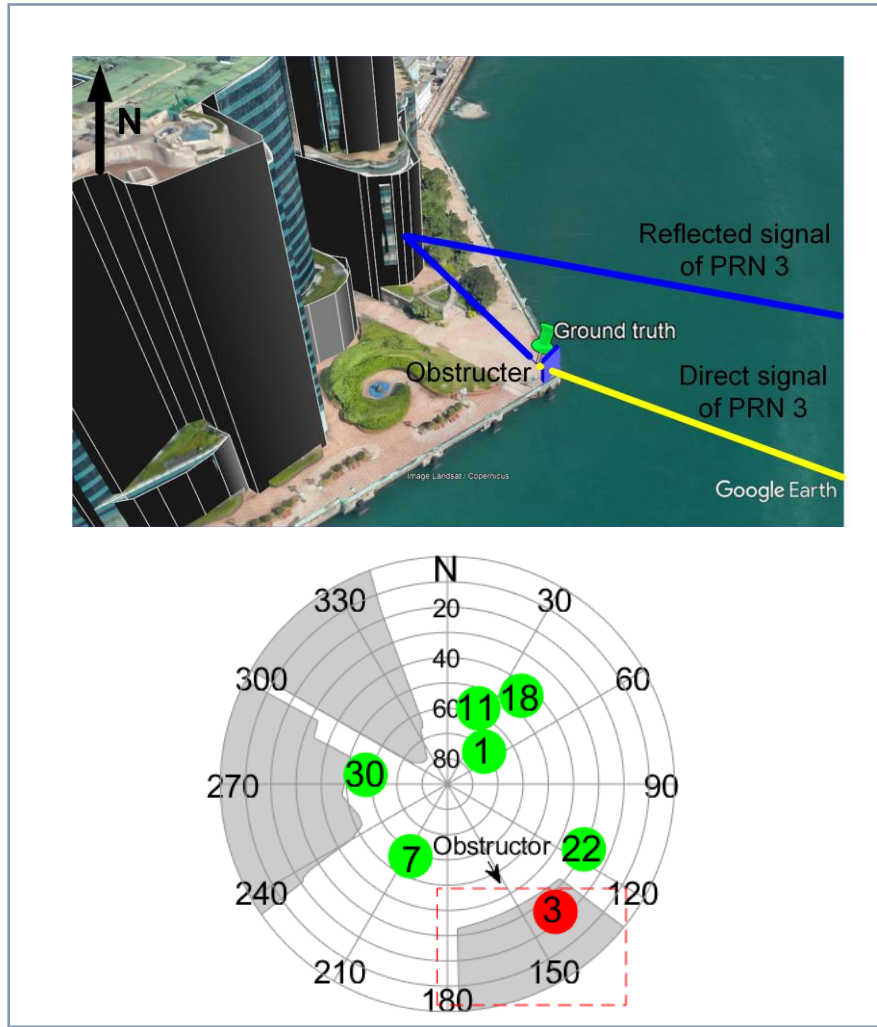 N
Reflected signal
of PRN 3
Ground truth
Obstructer
Direct signal
of PRN 3
Image Landsat / Copernicus
Google Earth
N
330
30
20
40
300
60
60
11
18
80
1
270
30
90
7
Obstructor
22
240
120
3
210
150
180